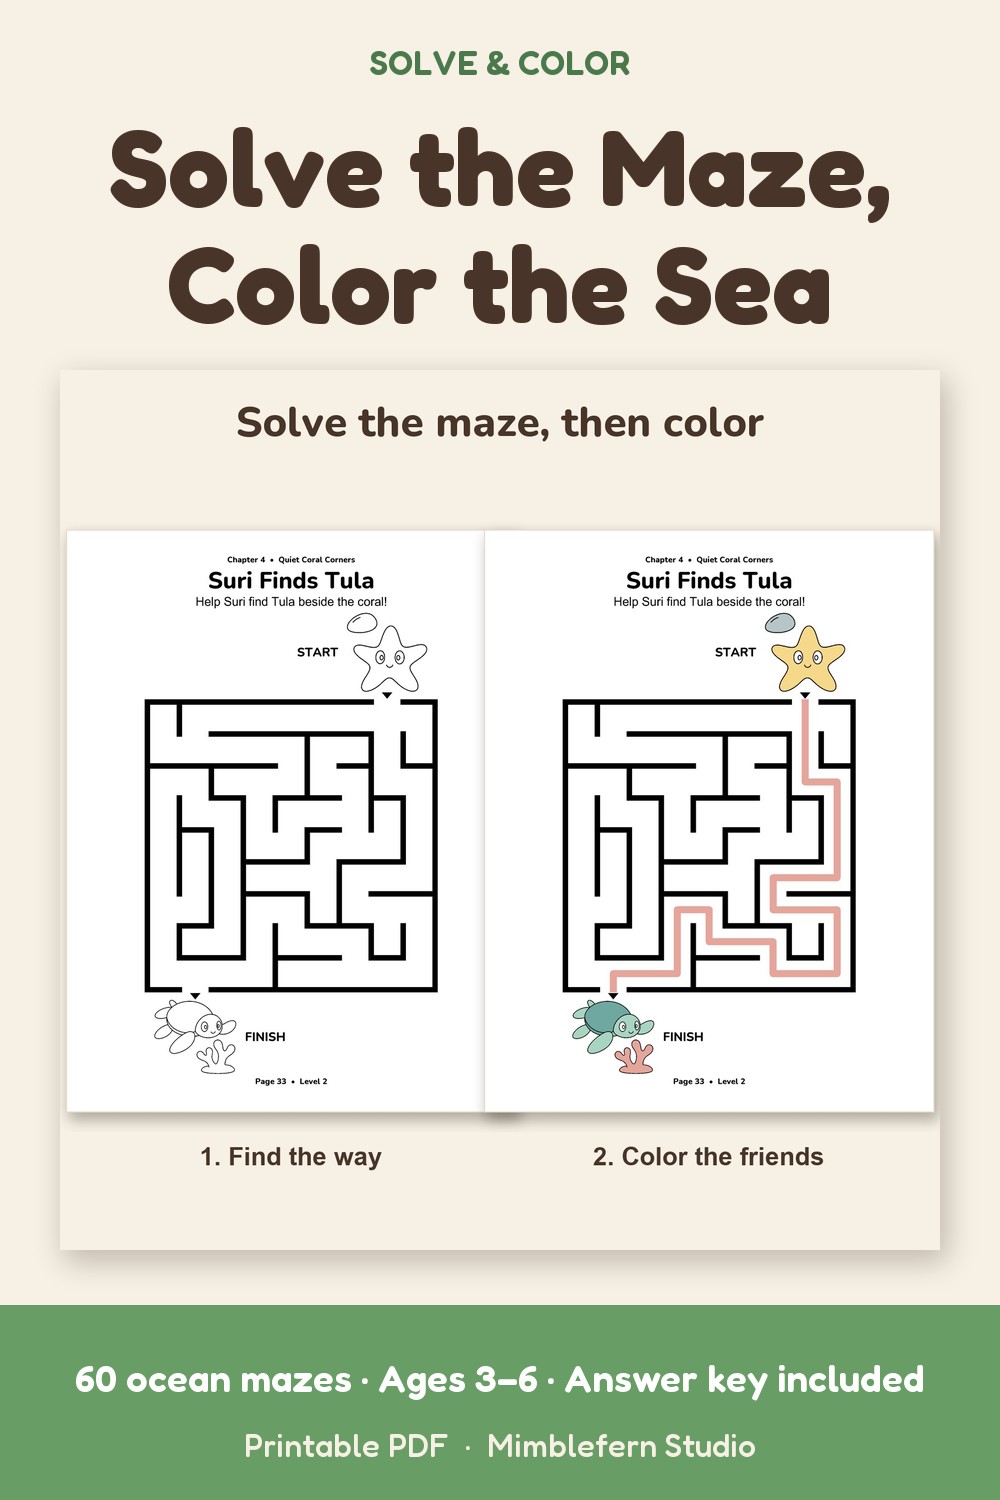 SOLVE & COLOR
Solve the Maze,
Color the Sea
Solve the maze, then color
Chapter 4 • Quiet Coral Corners
Suri Finds Tula
Help Suri find Tula beside the coral!
START
FINISH
Page 33 • Level 2
Chapter 4 • Quiet Coral Corners
Suri Finds Tula
Help Suri find Tula beside the coral!
START
FINISH
Page 33 • Level 2
1. Find the way
2. Color the friends
60 ocean mazes · Ages 3–6 · Answer key included
Printable PDF · Mimblefern Studio